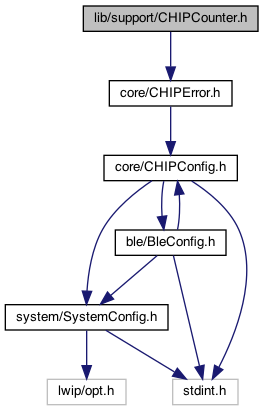 lib/support/CHIPCounter.h
core/CHIPError.h
core/CHIPConfig.h
ble/BleConfig.h
system/SystemConfig.h
lwip/opt.h
stdint.h